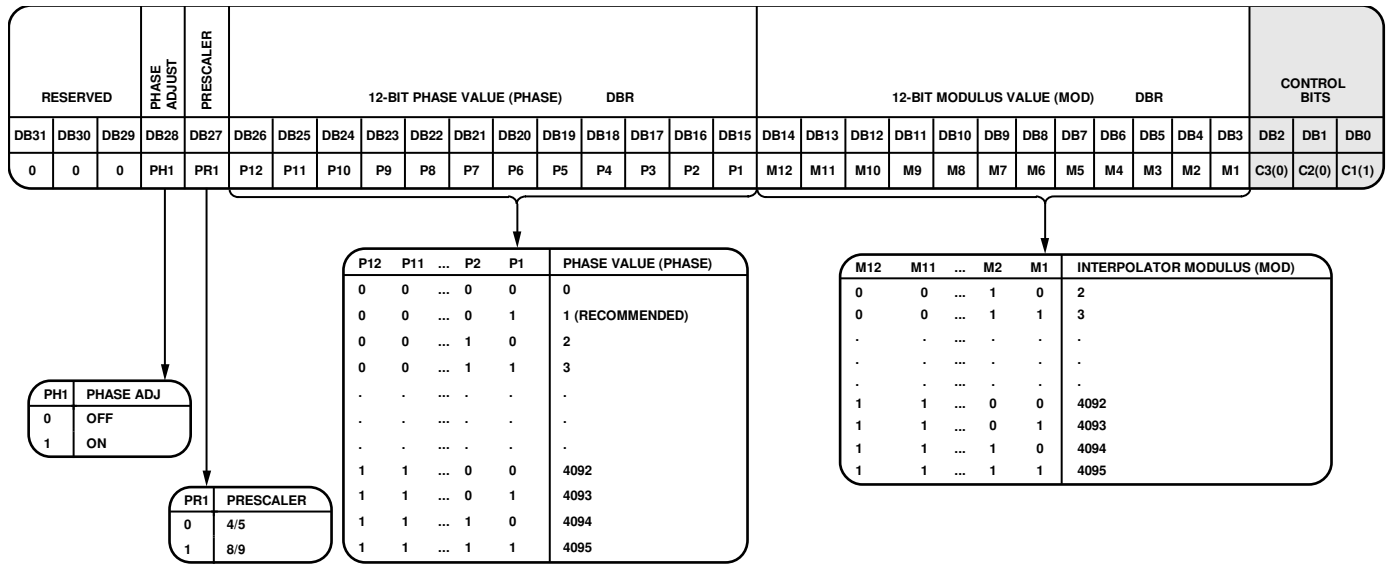 RESERVED PHASE ADJUST PRESCALER 12-BIT PHASE VALUE (PHASE) DBR 12-BIT MODULUS VALUE (MOD) DBR CONTROL BITS
DB31 DB30 DB29 DB28 DB27 DB26 DB25 DB24 DB23 DB22 DB21 DB20 DB19 DB18 DB17 DB16 DB15 DB14 DB13 DB12 DB11 DB10 DB9 DB8 DB7 DB6 DB5 DB4 DB3 DB2 DB1 DB0
0 0 0 PH1 PR1 P12 P11 P10 P9 P8 P7 P6 P5 P4 P3 P2 P1 M12 M11 M10 M9 M8 M7 M6 M5 M4 M3 M2 M1 C3(0) C2(0) C1(1)
P12 P11 ... P2 P1 PHASE VALUE (PHASE)
0 0 ... 0 0 0
0 0 ... 0 1 1 (RECOMMENDED)
0 0 ... 1 0 2
0 0 ... 1 1 3
. . ... . . .
. . ... . . .
. . ... . . .
1 1 ... 0 0 4092
1 1 ... 0 1 4093
1 1 ... 1 0 4094
1 1 ... 1 1 4095
M12 M11 ... M2 M1 INTERPOLATOR MODULUS (MOD)
0 0 ... 1 0 2
0 0 ... 1 1 3
. . ... . . .
. . ... . . .
. . ... . . .
1 1 ... 0 0 4092
1 1 ... 0 1 4093
1 1 ... 1 0 4094
1 1 ... 1 1 4095
PH1 PHASE ADJ
0 OFF
1 ON
PR1 PRESCALER
0 4/5
1 8/9